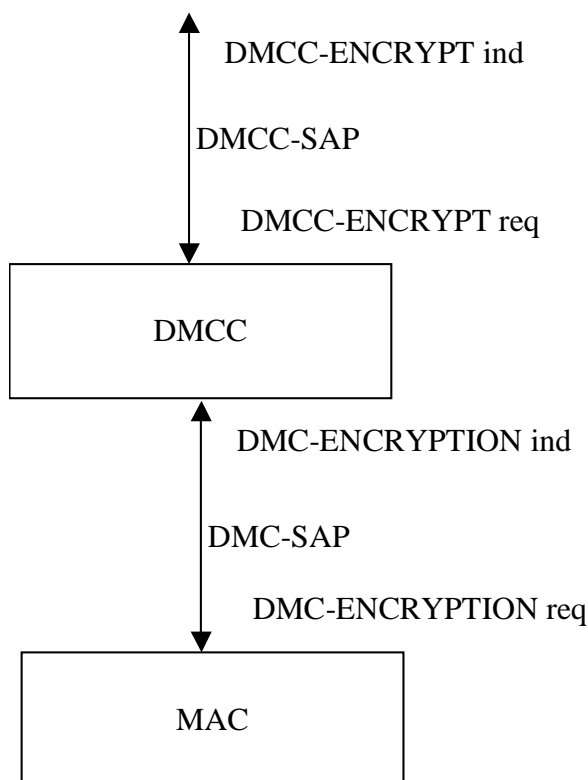 DMCC-ENCRYPT ind
DMCC-SAP
DMCC-ENCRYPT req
DMCC
DMC-ENCRYPTION ind
DMC-SAP
DMC-ENCRYPTION req
MAC